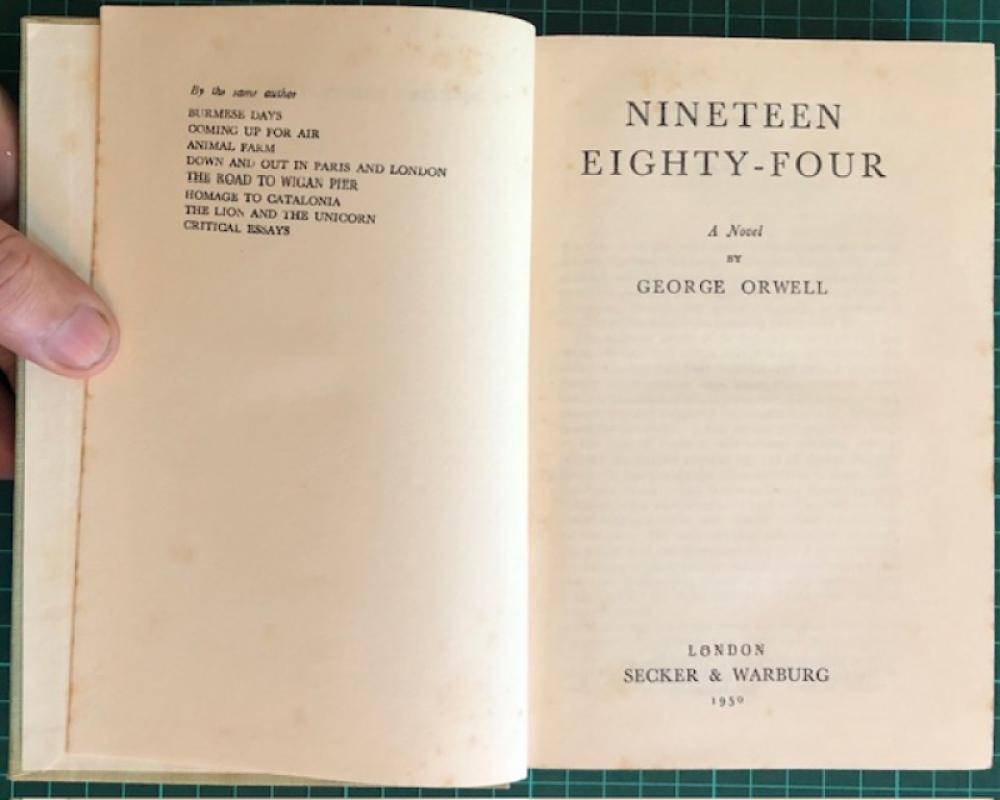 By the same author
BURMESE DAYS
COMING UP FOR AIR
ANIMAL FARM
DOWN AND OUT IN PARIS AND LONDON
THE ROAD TO WIGAN PIER
HOMAGE TO CATALONIA
THE LION AND THE UNICORN
CRITICAL ESSAYS
NINETEEN
EIGHTY-FOUR
A Novel
BY
GEORGE ORWELL
LONDON
SECKER & WARBURG
1950